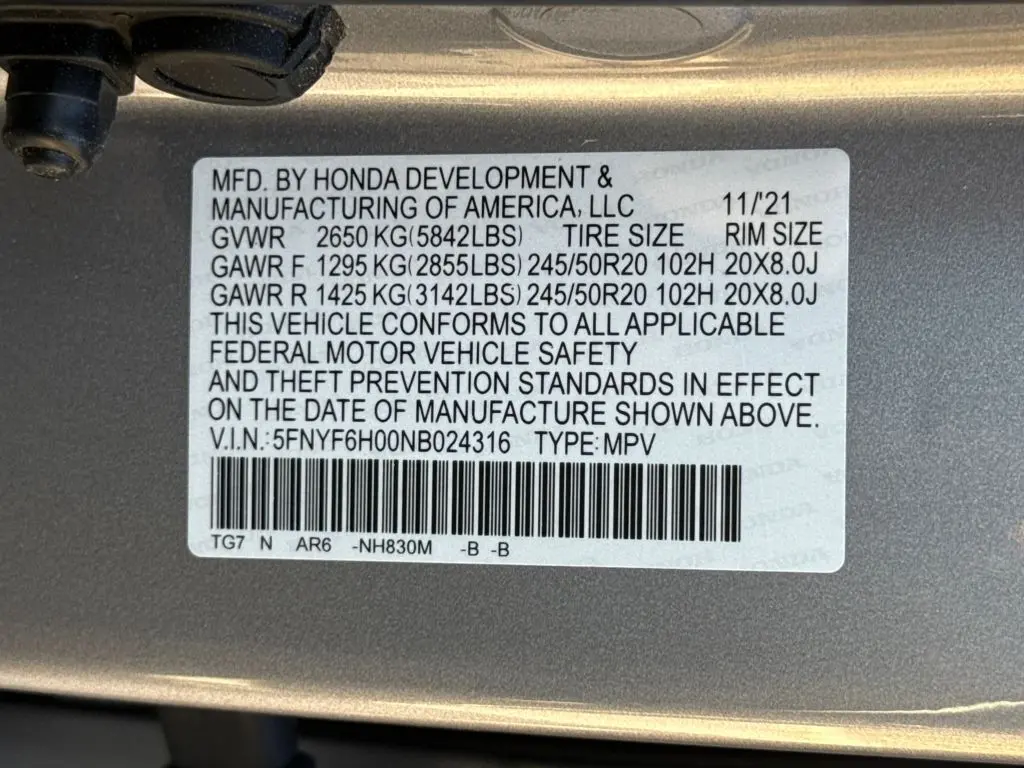 MFD. BY HONDA DEVELOPMENT &
MANUFACTURING OF AMERICA, LLC 11/'21
GVWR 2650 KG(5842LBS) TIRE SIZE RIM SIZE
GAWR F 1295 KG(2855LBS) 245/50R20 102H 20X8.0J
GAWR R 1425 KG(3142LBS) 245/50R20 102H 20X8.0J
THIS VEHICLE CONFORMS TO ALL APPLICABLE
FEDERAL MOTOR VEHICLE SAFETY
AND THEFT PREVENTION STANDARDS IN EFFECT
ON THE DATE OF MANUFACTURE SHOWN ABOVE.
V.I.N.:5FNYF6H00NB024316 TYPE:MPV
TG7 N AR6 -NH830M -B -B